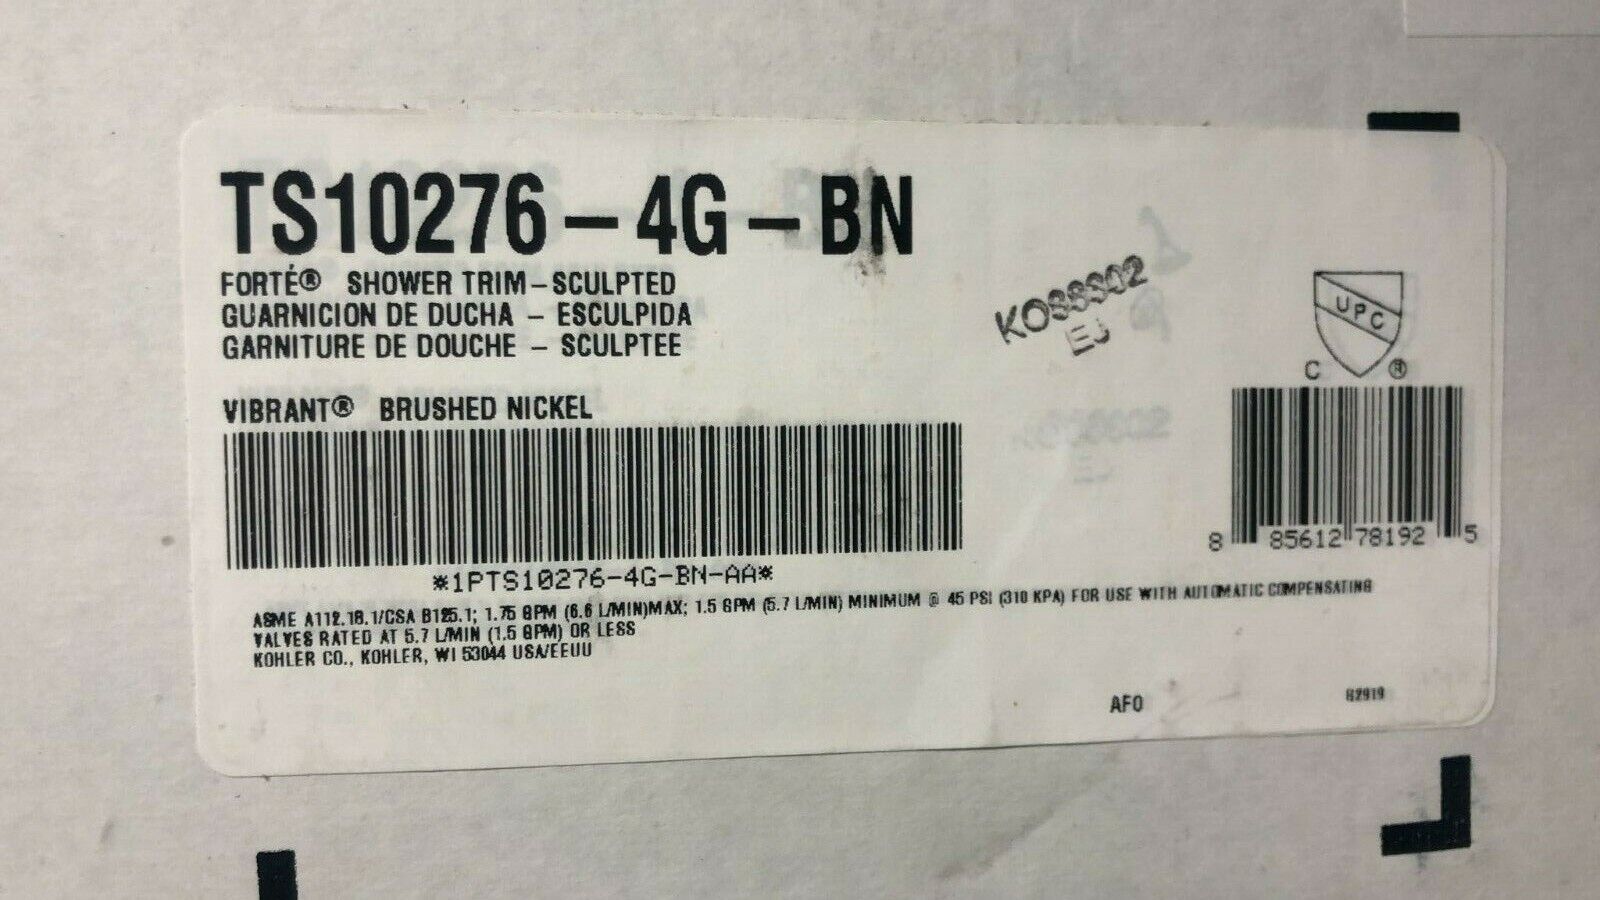 TS10276-4G-BN
FORTÉ® SHOWER TRIM-SCULPTED
GUARNICION DE DUCHA - ESCULPIDA
GARNITURE DE DOUCHE - SCULPTEE
VIBRANT® BRUSHED NICKEL
*1PTS10276-4G-BN-AA*
EJ
UPC
C ®
8 85612 78192 5
ASME A112.18.1/CSA B125.1; 1.75 GPM (6.6 L/MIN)MAX; 1.5 GPM (5.7 L/MIN) MINIMUM @ 45 PSI (310 KPA) FOR USE WITH AUTOMATIC COMPENSATING
VALVES RATED AT 5.7 L/MIN (1.5 GPM) OR LESS
KOHLER CO., KOHLER, WI 53044 USA/EEUU
AFO